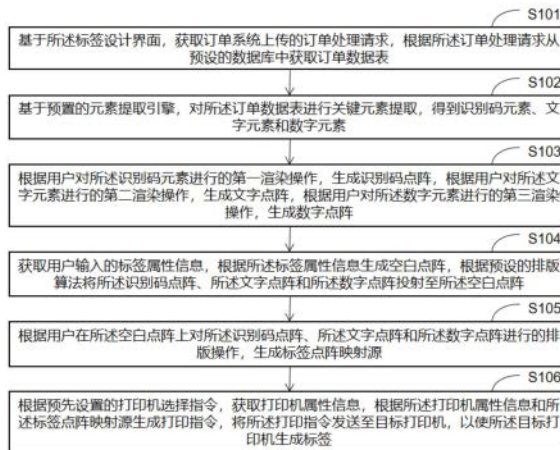 S101
基于所述标签设计界面，获取订单系统上传的订单处理请求，根据所述订单处理请求从
预设的数据库中获取订单数据表
S102
基于预置的元素提取引擎，对所述订单数据表进行关键元素提取，得到识别码元素、文
字元素和数字元素
S103
根据用户对所述识别码元素进行的第一渲染操作，生成识别码点阵，根据用户对所述文
字元素进行的第二渲染操作，生成文字点阵，根据用户对所述数字元素进行的第三渲染
操作，生成数字点阵
S104
获取用户输入的标签属性信息，根据所述标签属性信息生成空白点阵，根据预设的排版
算法将所述识别码点阵、所述文字点阵和所述数字点阵投射至所述空白点阵
S105
根据用户在所述空白点阵上对所述识别码点阵、所述文字点阵和所述数字点阵进行的排
版操作，生成标签点阵映射源
S106
根据预先设置的打印机选择指令，获取打印机属性信息，根据所述打印机属性信息和所
述标签点阵映射源生成打印指令，将所述打印指令发送至目标打印机，以使所述目标打
印机生成标签